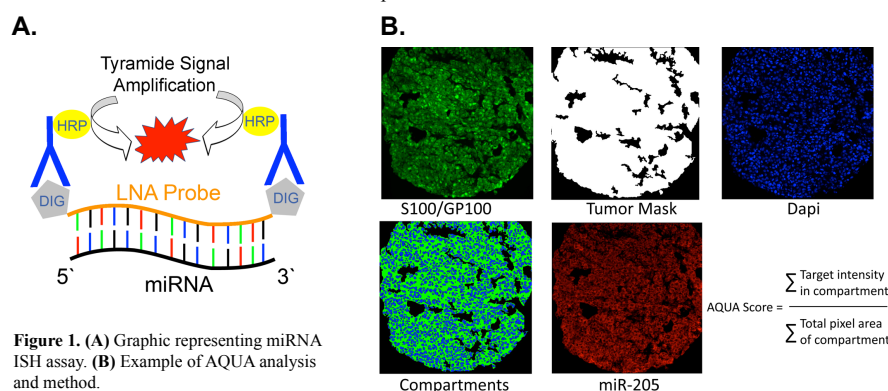 A.
Tyramide Signal
Amplification
HRP
HRP
LNA Probe
DIG
DIG
5`
3`
miRNA
Figure 1. (A) Graphic representing miRNA
ISH assay. (B) Example of AQUA analysis
and method.
B.
S100/GP100
Tumor Mask
Dapi
Compartments
miR-205
AQUA Score =
∑ Target intensity
in compartment
∑ Total pixel area
of compartment